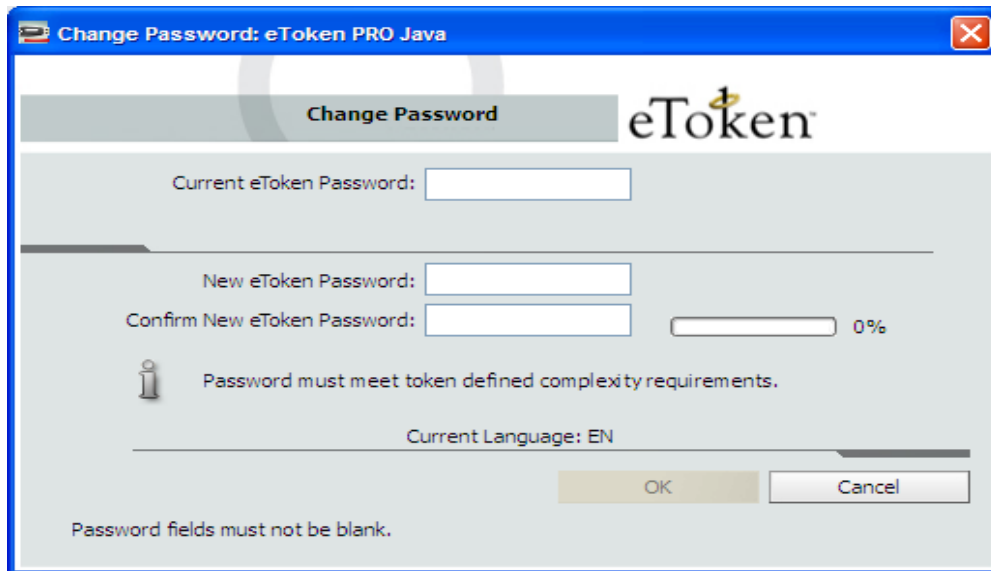 Change Password: eToken PRO Java
Change Password
eToken™
Current eToken Password:
New eToken Password:
Confirm New eToken Password:
0%
Password must meet token defined complexity requirements.
Current Language: EN
OK
Cancel
Password fields must not be blank.